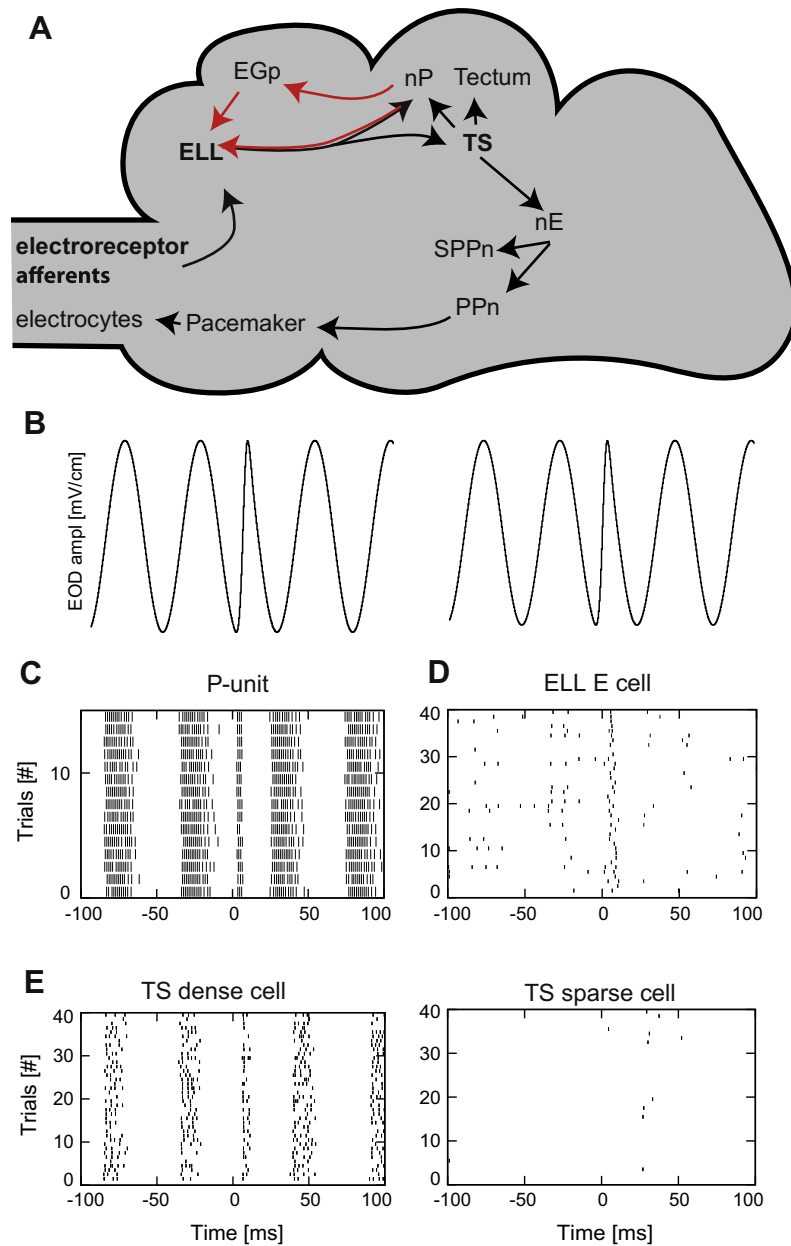 A
EGp
nP
Tectum
ELL
TS
nE
electroreceptor
afferents
SPPn
electrocytes
Pacemaker
PPn
B
EOD ampl [mV/cm]
C
P-unit
Trials [#]
10
0
-100
-50
0
50
100
D
ELL E cell
40
30
20
10
0
-100
-50
0
50
100
E
TS dense cell
Trials [#]
40
30
20
10
0
-100
-50
0
50
100
Time [ms]
TS sparse cell
40
30
20
10
0
-100
-50
0
50
100
Time [ms]